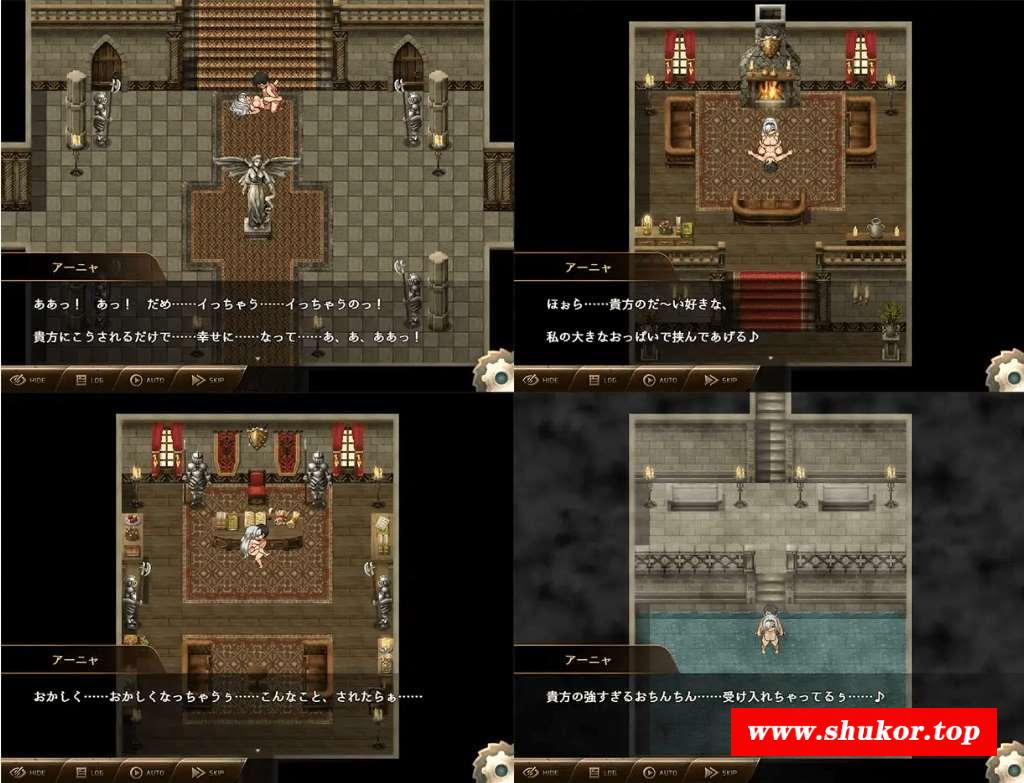 アーニャ
ああっ！　あっ！　だめ……イっちゃう……イっちゃうのっ！
貴方にこうされるだけで……幸せに……なって……あ、あ、ああっ！
HIDE LOG AUTO SKIP
アーニャ
ほぉら……貴方のだ～い好きな、
私の大きなおっぱいで挟んであげる♪
HIDE LOG AUTO SKIP
アーニャ
おかしく……おかしくなっちゃうぅ……こんなこと、されたらぁ……
HIDE LOG AUTO SKIP
アーニャ
貴方の強すぎるおちんちん……受け入れちゃってるぅ……♪
HIDE LOG AUTO SKIP
www.shukor.top